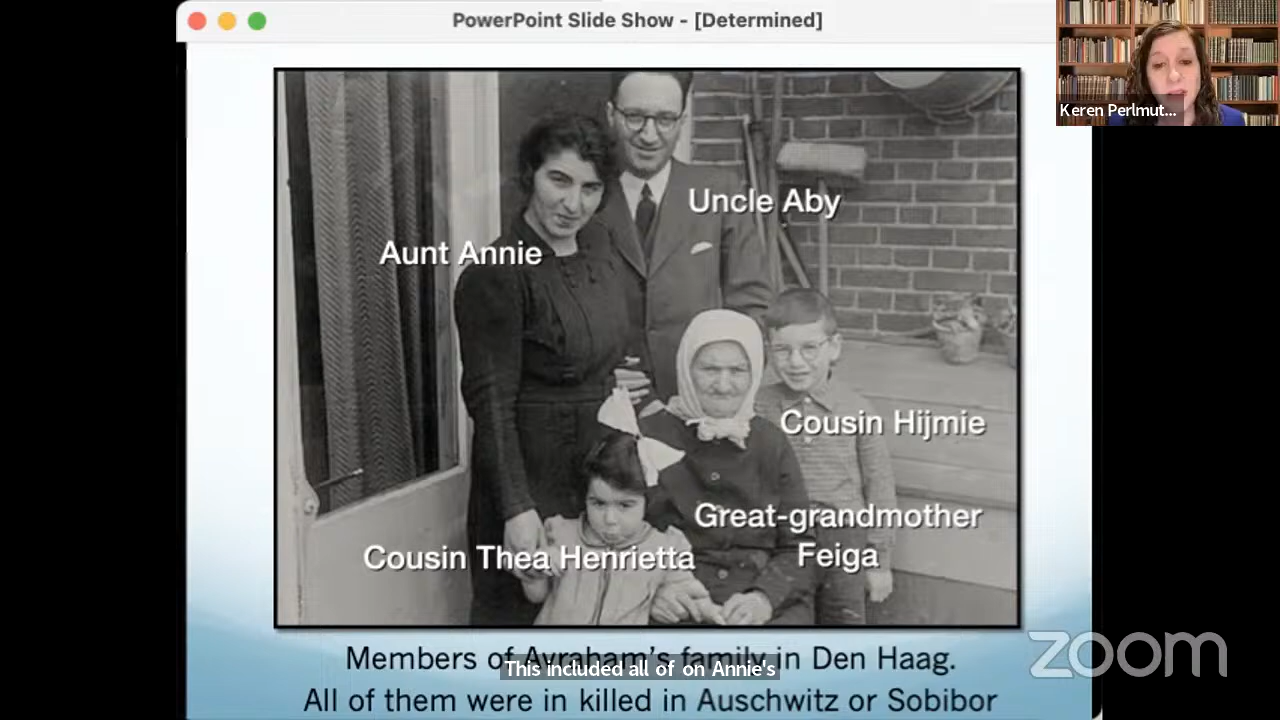 PowerPoint Slide Show - [Determined]
Keren Perlmut...
Uncle Aby
Aunt Annie
Cousin Hijmie
Great-grandmother
Feiga
Cousin Thea Henrietta
Members of Avraham's family in Den Haag.
This included all of on Annie's
All of them were in killed in Auschwitz or Sobibor
zoom